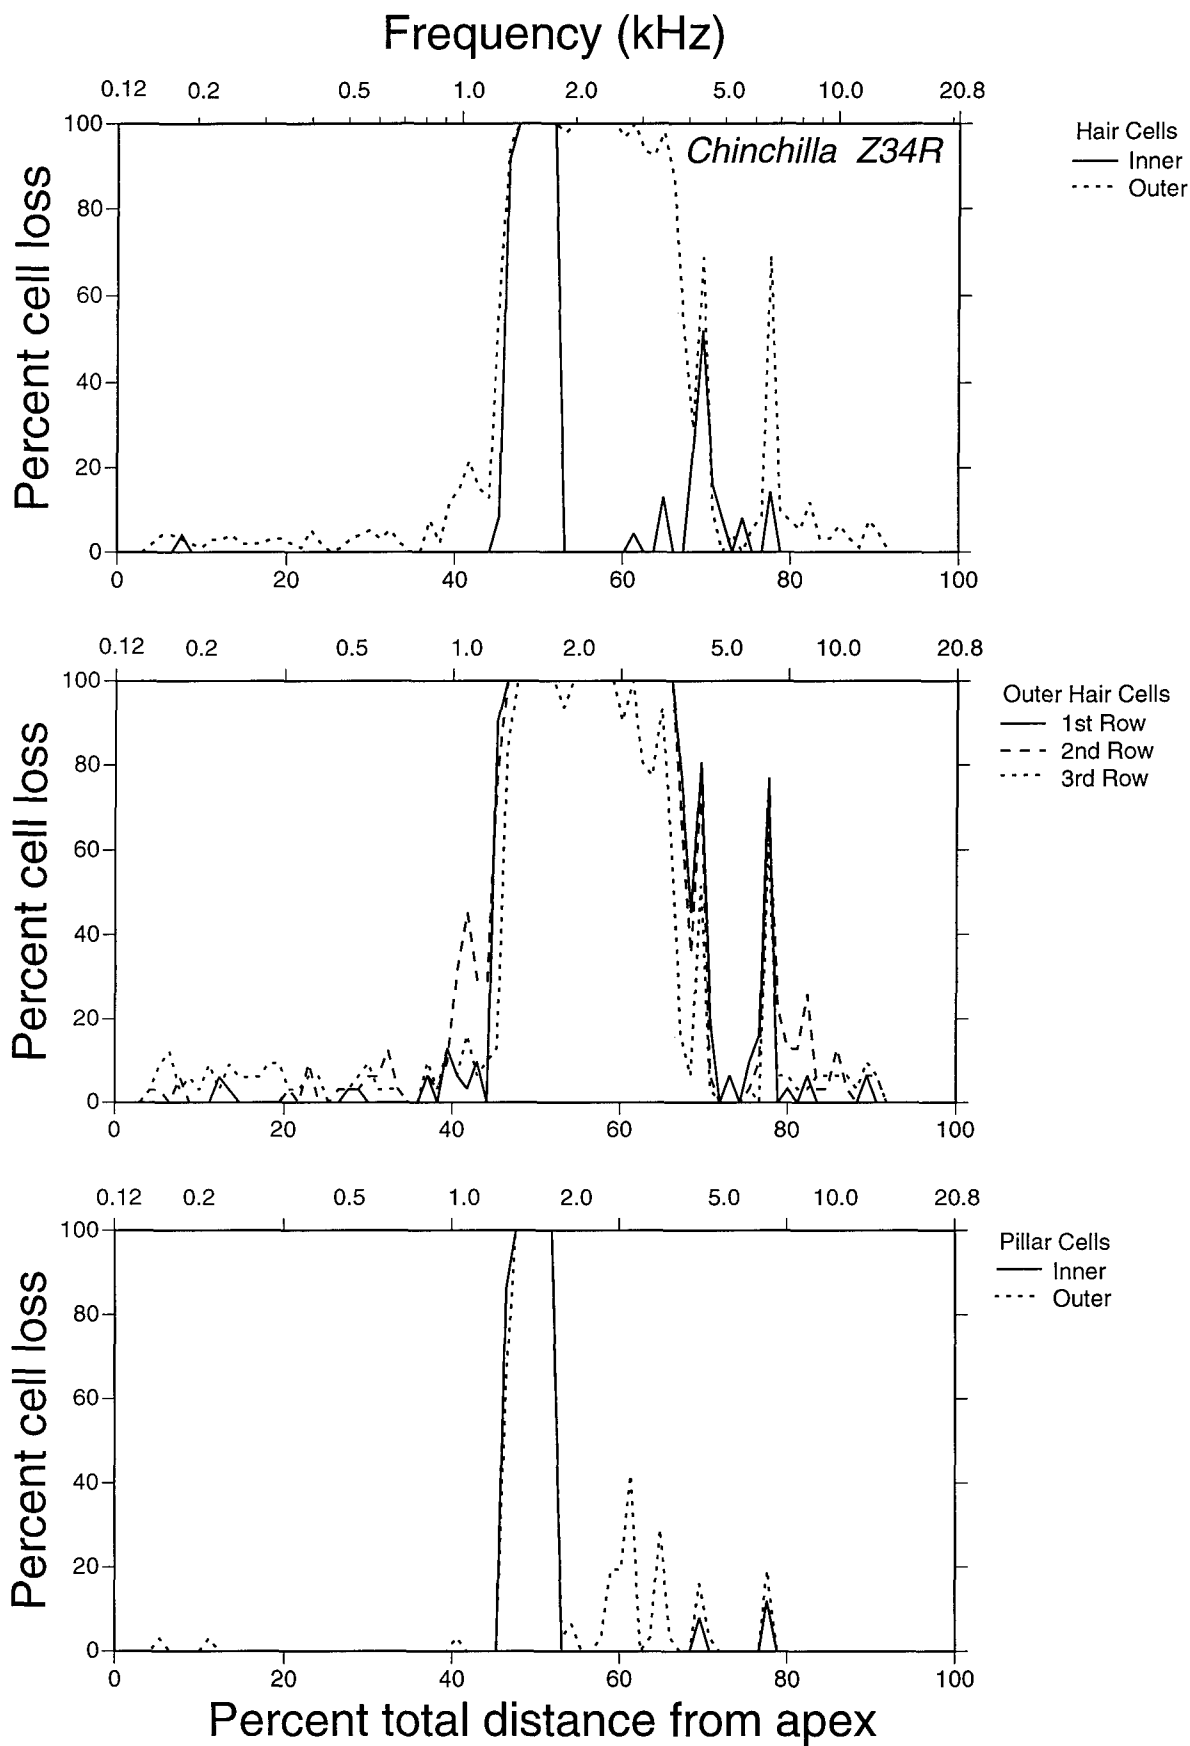 Frequency (kHz)
0.12 0.2 0.5 1.0 2.0 5.0 10.0 20.8
100
80
60
40
20
0
Percent cell loss
Chinchilla Z34R
Hair Cells
Inner
Outer
0 20 40 60 80 100
0.12 0.2 0.5 1.0 2.0 5.0 10.0 20.8
100
80
60
40
20
0
Percent cell loss
Outer Hair Cells
1st Row
2nd Row
3rd Row
0 20 40 60 80 100
0.12 0.2 0.5 1.0 2.0 5.0 10.0 20.8
100
80
60
40
20
0
Percent cell loss
Pillar Cells
Inner
Outer
0 20 40 60 80 100
Percent total distance from apex